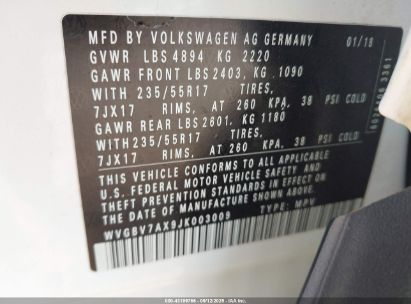 MFD BY VOLKSWAGEN AG GERMANY 01/18
GVWR LBS 4894 KG 2220
GAWR FRONT LBS 2403, KG 1090
WITH 235/55R17 TIRES,
7JX17 RIMS, AT 260 KPA, 38 PSI COLD
GAWR REAR LBS 2601, KG 1180
WITH 235/55R17 TIRES,
7JX17 RIMS, AT 260 KPA, 38 PSI COLD
THIS VEHICLE CONFORMS TO ALL APPLICABLE
U.S. FEDERAL MOTOR VEHICLE SAFETY AND
THEFT PREVENTION STANDARDS IN EFFECT ON
THE DATE OF MANUFACTURE SHOWN ABOVE.
WVGBV7AX9JK003009 TYPE: MPV